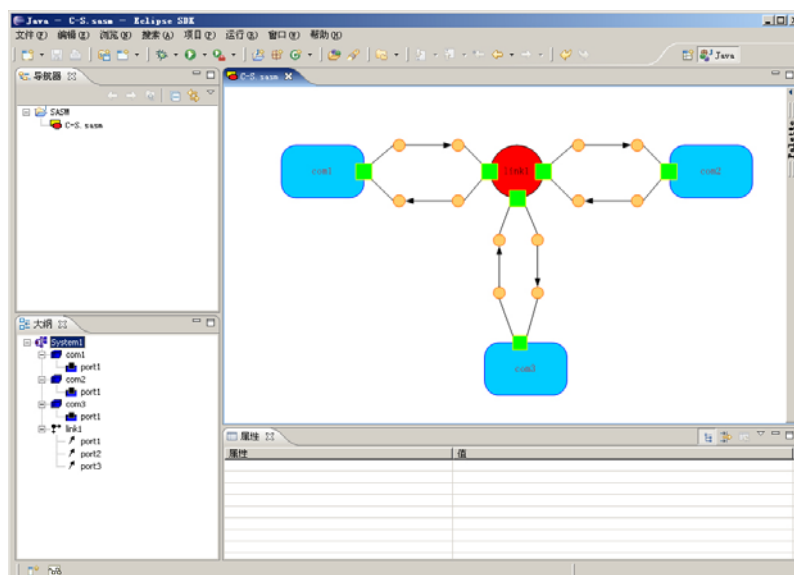 Java - C-S.sasm - Eclipse SDK
文件(F) 编辑(E) 浏览(N) 搜索(A) 项目(P) 运行(R) 窗口(W) 帮助(H)
Java
导航器
SASM
C-S.sasm
C-S.sasm
Palette
com1
link1
com2
com3
大纲
System1
com1
port1
com2
port1
com3
port1
link1
port1
port2
port3
属性
属性 值